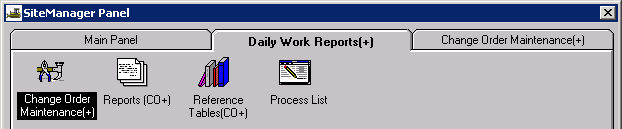 SiteManager Panel
Main Panel
Daily Work Reports(+)
Change Order Maintenance(+)
Change Order
Maintenance(+)
Reports (CO+)
Reference
Tables(CO+)
Process List